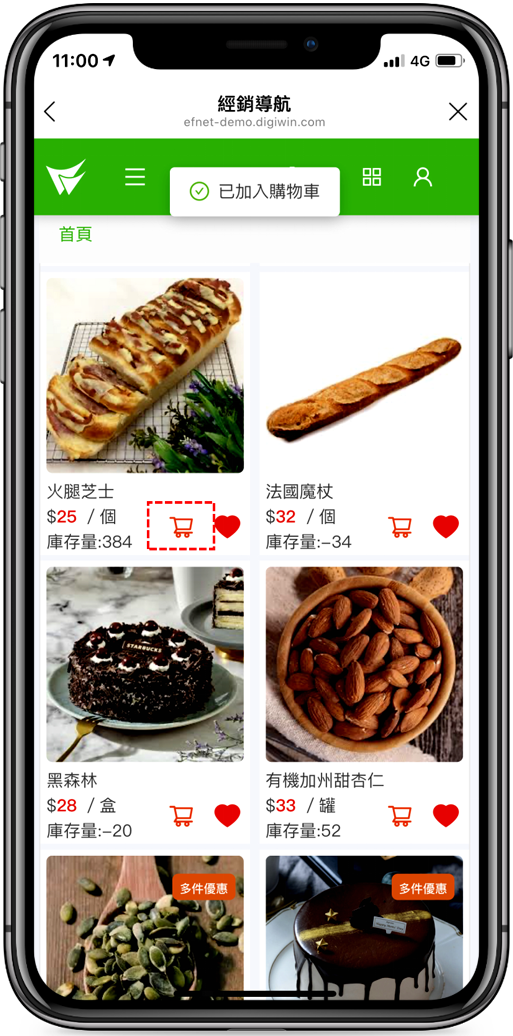 11:00
4G
經銷導航
efnet-demo.digiwin.com
已加入購物車
首頁
火腿芝士
$25 / 個
庫存量:384
法國魔杖
$32 / 個
庫存量:-34
STARBUCKS
黑森林
$28 / 盒
庫存量:-20
有機加州甜杏仁
$33 / 罐
庫存量:52
多件優惠
多件優惠